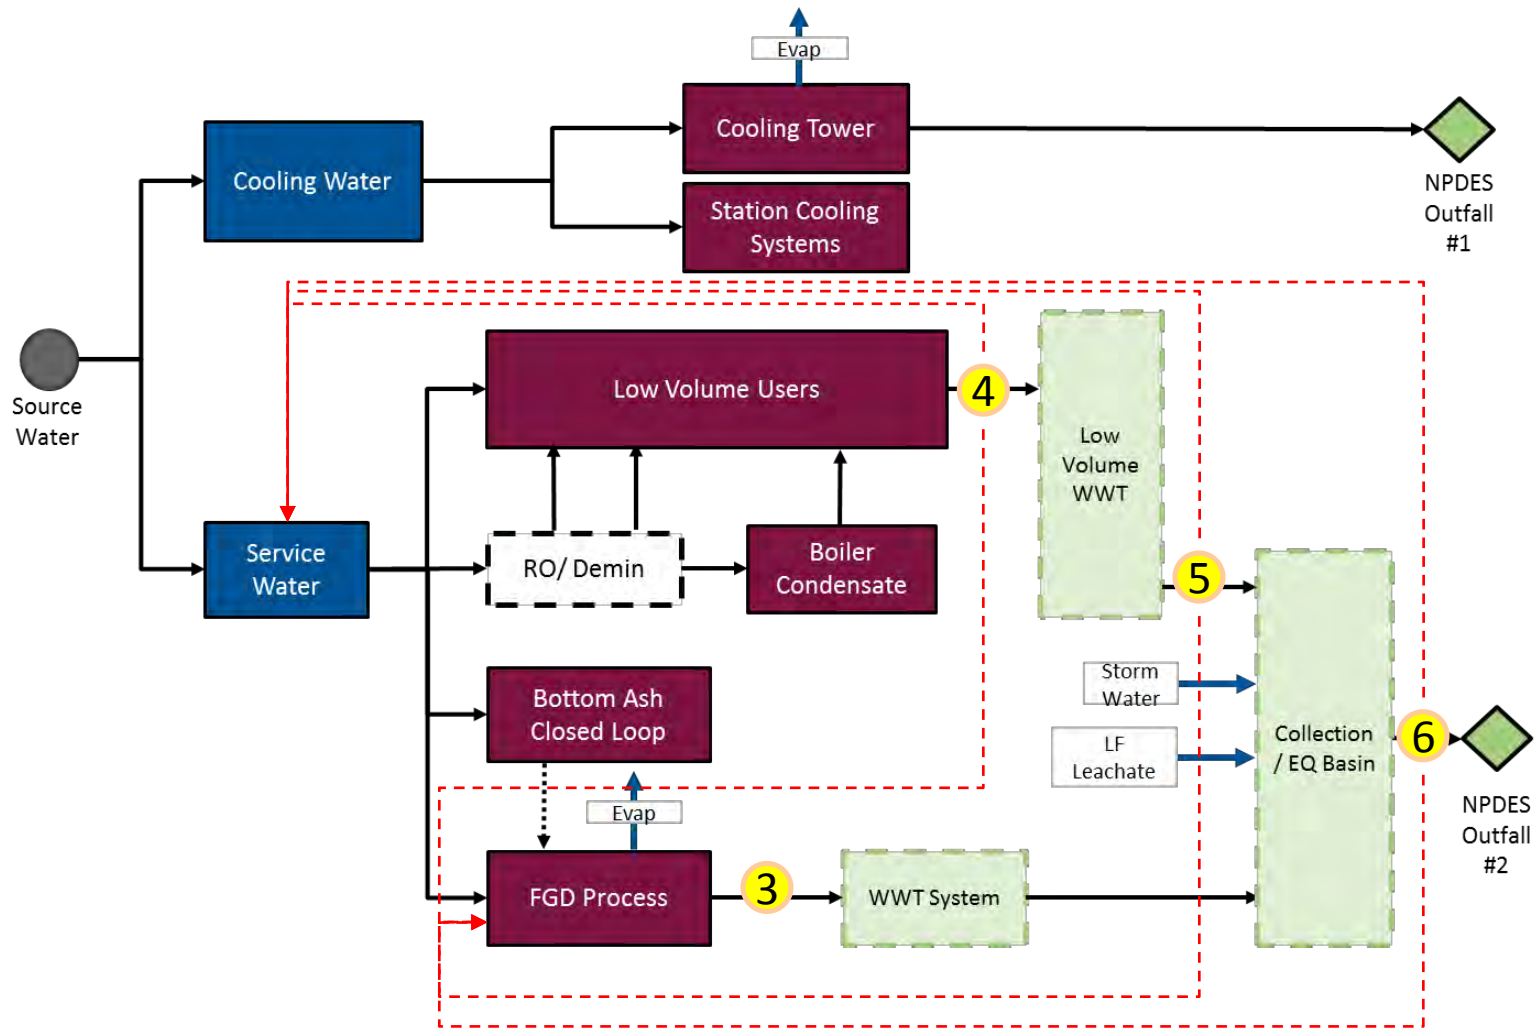 Evap
Cooling Tower
Cooling Water
Station Cooling
Systems
NPDES
Outfall
#1
Source
Water
Low Volume Users
4
Low
Volume
WWT
Service
Water
RO/ Demin
Boiler
Condensate
5
Storm
Water
LF
Leachate
Collection
/ EQ Basin
6
NPDES
Outfall
#2
Bottom Ash
Closed Loop
Evap
FGD Process
3
WWT System